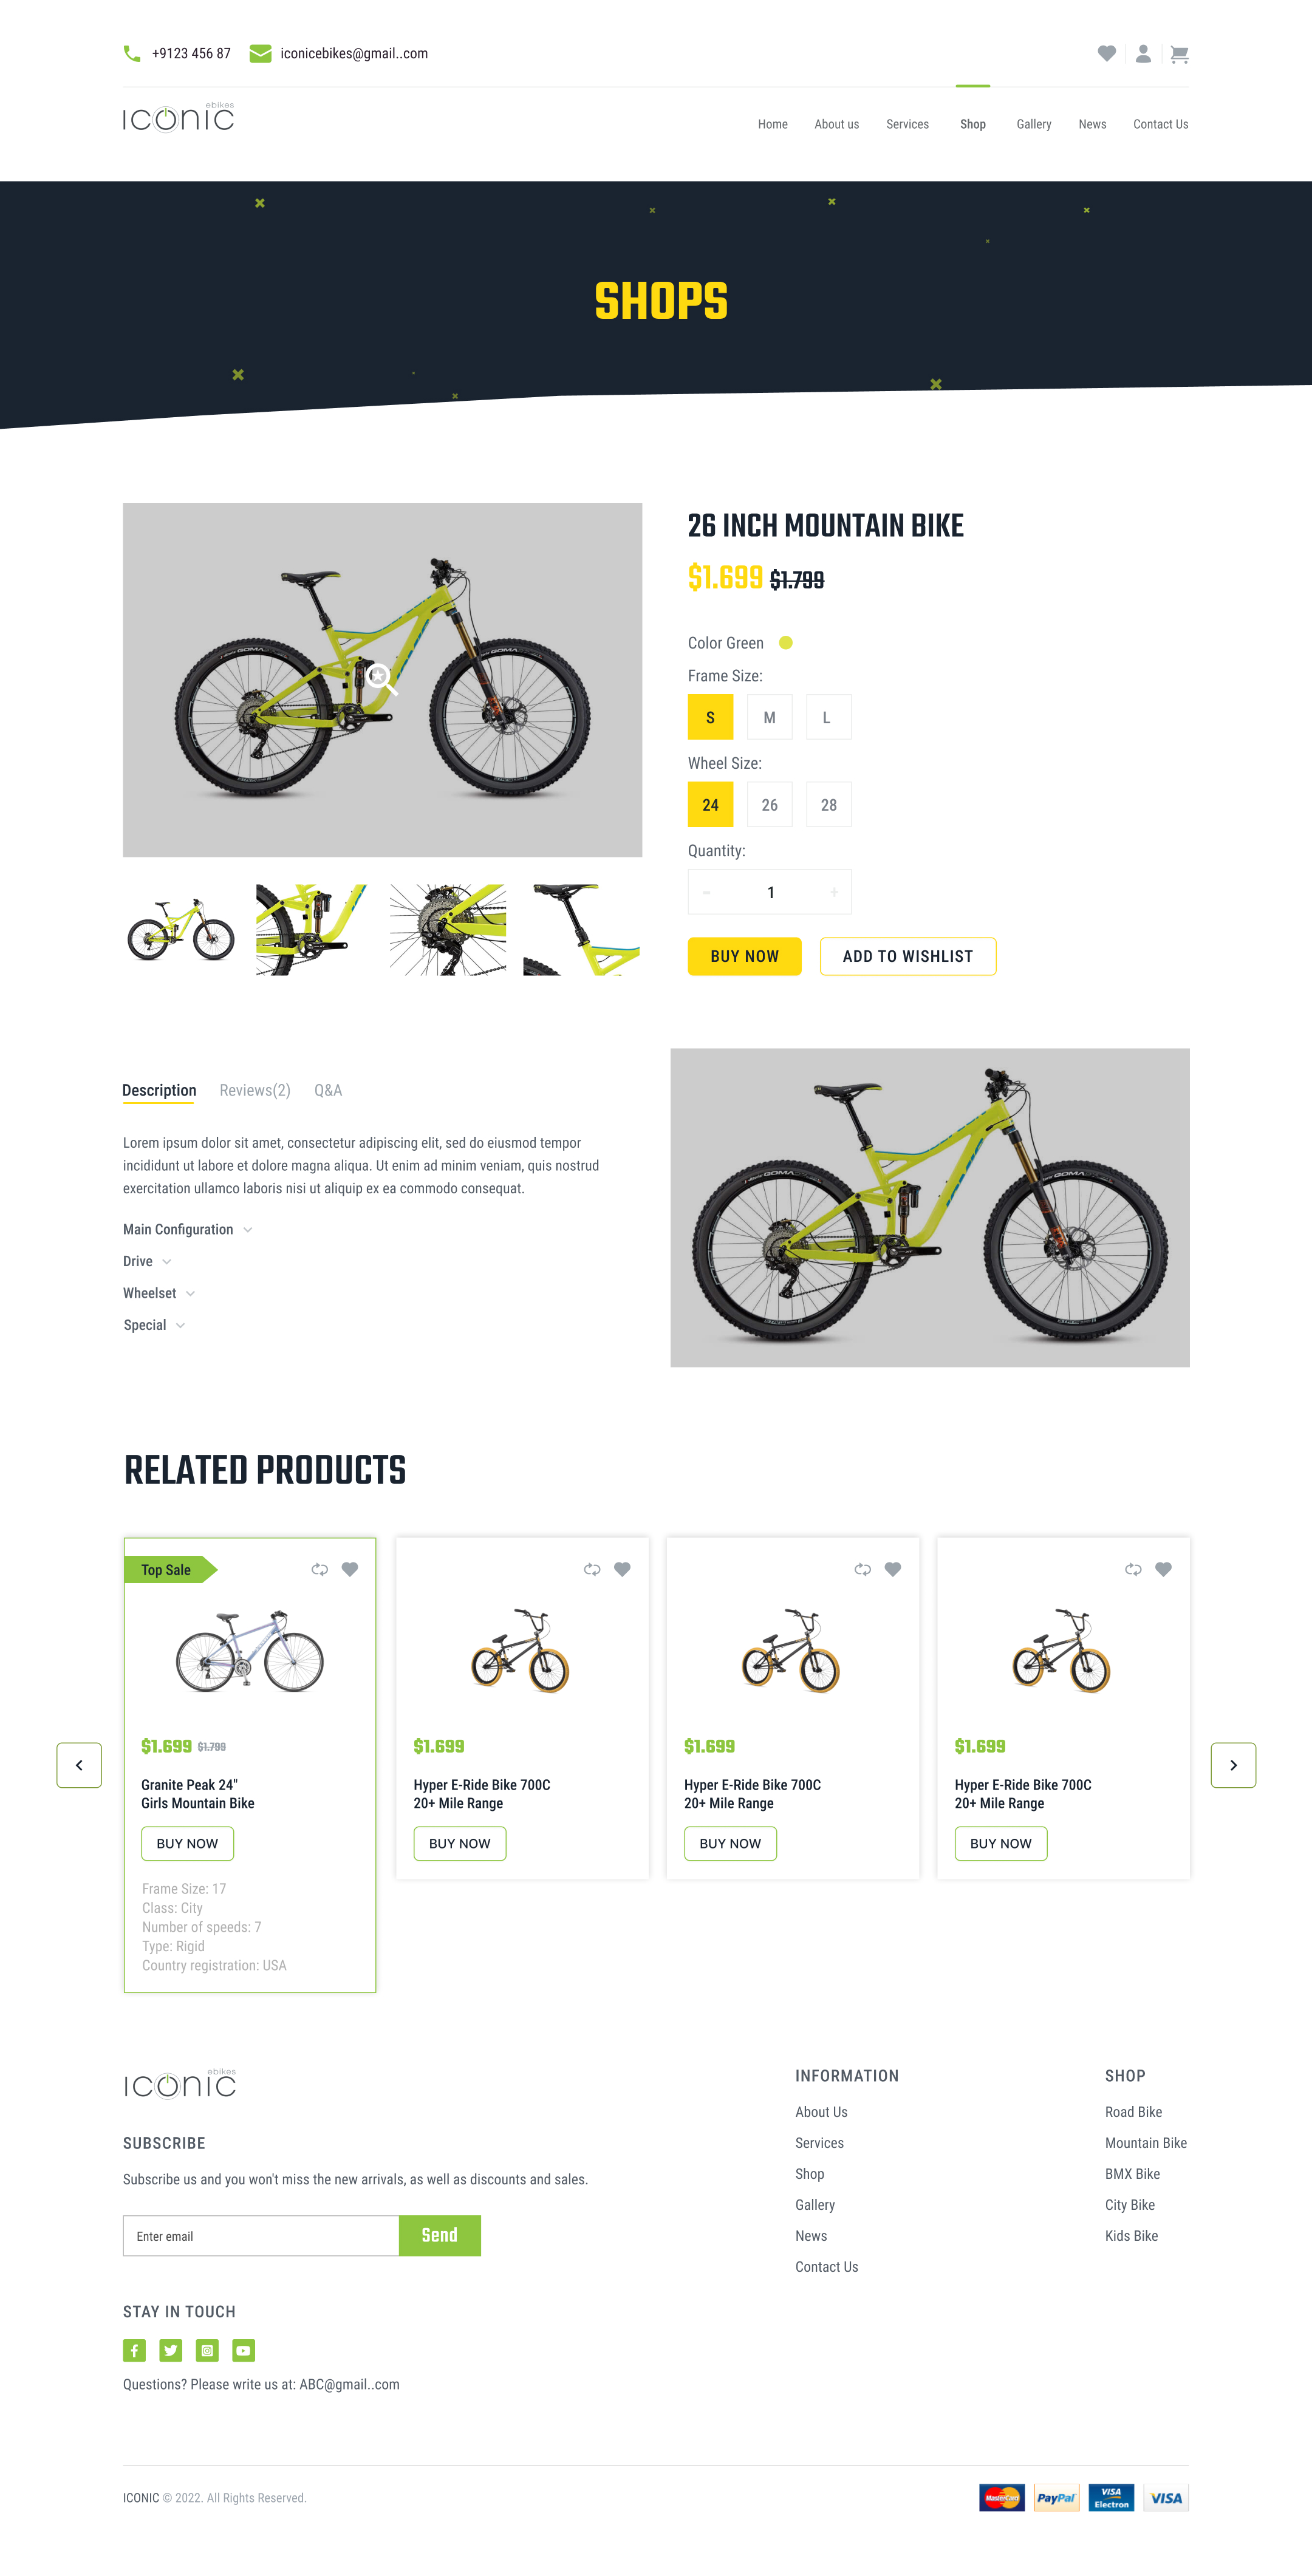 +9123 456 87 iconicebikes@gmail..com
ebikes
ICONIC
Home About us Services Shop Gallery News Contact Us
SHOPS
26 INCH MOUNTAIN BIKE
$1.699 $1.799
Color Green
Frame Size:
S M L
Wheel Size:
24 26 28
Quantity:
- 1 +
BUY NOW ADD TO WISHLIST
Description Reviews(2) Q&A
Lorem ipsum dolor sit amet, consectetur adipiscing elit, sed do eiusmod tempor
incididunt ut labore et dolore magna aliqua. Ut enim ad minim veniam, quis nostrud
exercitation ullamco laboris nisi ut aliquip ex ea commodo consequat.
Main Configuration
Drive
Wheelset
Special
GOMA GOMA
RELATED PRODUCTS
Top Sale
$1.699 $1.799
Granite Peak 24"
Girls Mountain Bike
BUY NOW
Frame Size: 17
Class: City
Number of speeds: 7
Type: Rigid
Country registration: USA
$1.699
Hyper E-Ride Bike 700C
20+ Mile Range
BUY NOW
$1.699
Hyper E-Ride Bike 700C
20+ Mile Range
BUY NOW
$1.699
Hyper E-Ride Bike 700C
20+ Mile Range
BUY NOW
ebikes
ICONIC
SUBSCRIBE
Subscribe us and you won't miss the new arrivals, as well as discounts and sales.
Enter email Send
STAY IN TOUCH
Questions? Please write us at: ABC@gmail..com
INFORMATION
About Us
Services
Shop
Gallery
News
Contact Us
SHOP
Road Bike
Mountain Bike
BMX Bike
City Bike
Kids Bike
ICONIC © 2022. All Rights Reserved.
MasterCard PayPal VISA Electron VISA